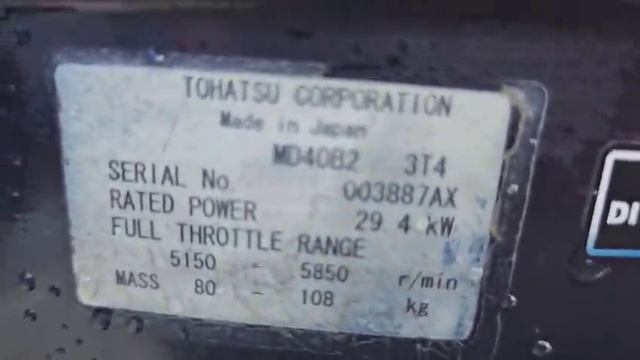 TOHATSU CORPORATION
Made in Japan
MD40B2 3T4
SERIAL No. 003887AX
RATED POWER 29.4 kW
FULL THROTTLE RANGE
5150 - 5850 r/min
MASS 80 - 108 kg
DI